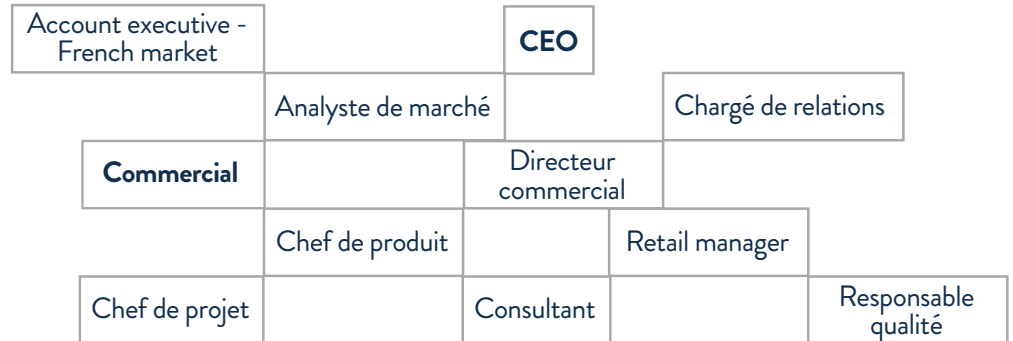 Account executive -
French market
CEO
Analyste de marché
Chargé de relations
Commercial
Directeur
commercial
Chef de produit
Retail manager
Chef de projet
Consultant
Responsable
qualité